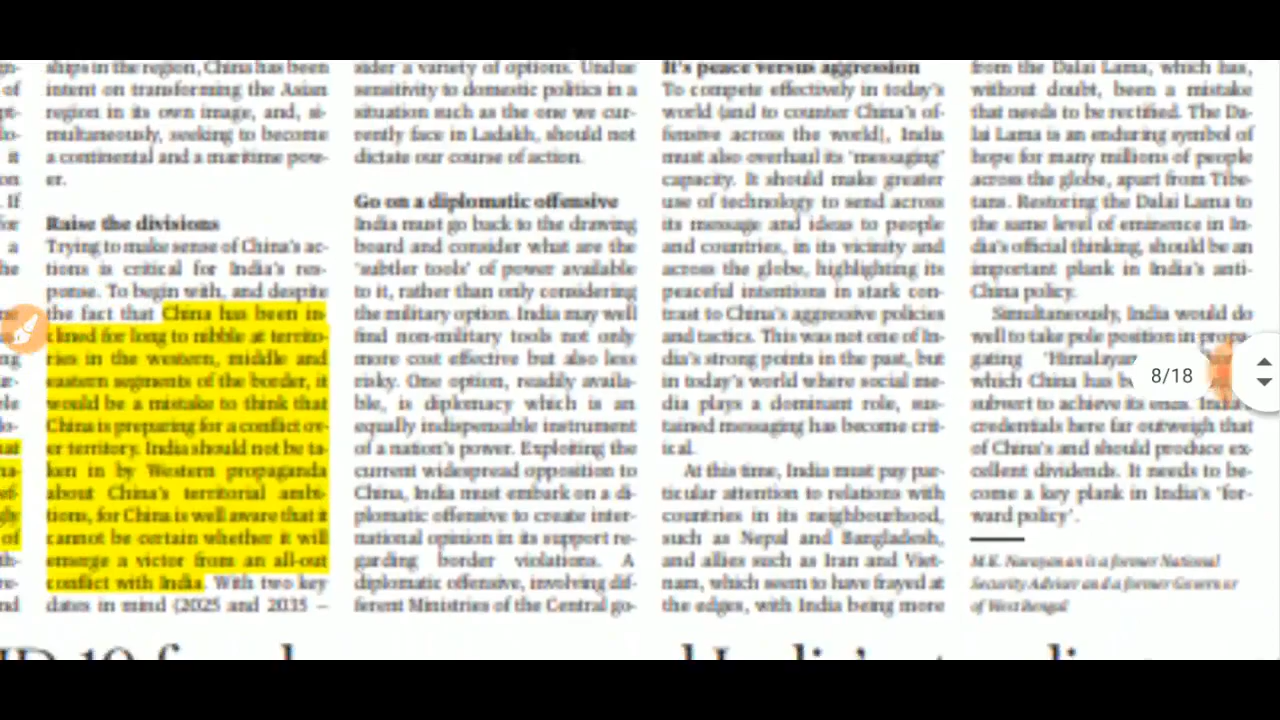 ships in the region, China has been
intent on transforming the Asian
region in its own image, and, si-
multaneously, seeking to become
a continental and a maritime pow-
er.
Raise the divisions
Trying to make sense of China's ac-
tions is critical for India's res-
ponse. To begin with, and despite
the fact that China has been in-
clined for long to nibble at territo-
ries in the western, middle and
eastern segments of the border, it
would be a mistake to think that
China is preparing for a conflict ov-
er territory. India should not be ta-
ken in by Western propaganda
about China's territorial ambi-
tions, for China is well aware that it
cannot be certain whether it will
emerge a victor from an all-out
conflict with India. With two key
dates in mind (2025 and 2035 –
sider a variety of options. Undue
sensitivity to domestic politics in a
situation such as the one we cur-
rently face in Ladakh, should not
dictate our course of action.
Go on a diplomatic offensive
India must go back to the drawing
board and consider what are the
'subtler tools' of power available
to it, rather than only considering
the military option. India may well
find non-military tools not only
more cost effective but also less
risky. One option, readily availa-
ble, is diplomacy which is an
equally indispensable instrument
of a nation's power. Exploiting the
current widespread opposition to
China, India must embark on a di-
plomatic offensive to create inter-
national opinion in its support re-
garding border violations. A
diplomatic offensive, involving dif-
ferent Ministries of the Central go-
It's peace versus aggression
To compete effectively in today's
world (and to counter China's of-
fensive across the world), India
must also overhaul its 'messaging'
capacity. It should make greater
use of technology to send across
its message and ideas to people
and countries, in its vicinity and
across the globe, highlighting its
peaceful intentions in stark con-
trast to China's aggressive policies
and tactics. This was not one of In-
dia's strong points in the past, but
in today's world where social me-
dia plays a dominant role, sus-
tained messaging has become crit-
ical.
At this time, India must pay par-
ticular attention to relations with
countries in its neighbourhood,
such as Nepal and Bangladesh,
and allies such as Iran and Viet-
nam, which seem to have frayed at
the edges, with India being more
from the Dalai Lama, which has,
without doubt, been a mistake
that needs to be rectified. The Da-
lai Lama is an enduring symbol of
hope for many millions of people
across the globe, apart from Tibe-
tans. Restoring the Dalai Lama to
the same level of eminence in In-
dia's official thinking, should be an
important plank in India's anti-
China policy.
Simultaneously, India would do
well to take pole position in propa-
gating 'Himalayan
which China has
subvert to achieve its ends. India's
credentials here far outweigh that
of China's and should produce ex-
cellent dividends. It needs to be-
come a key plank in India's 'for-
ward policy'.
M.K. Narayanan is a former National
Security Adviser and a former Governor
of West Bengal
8/18